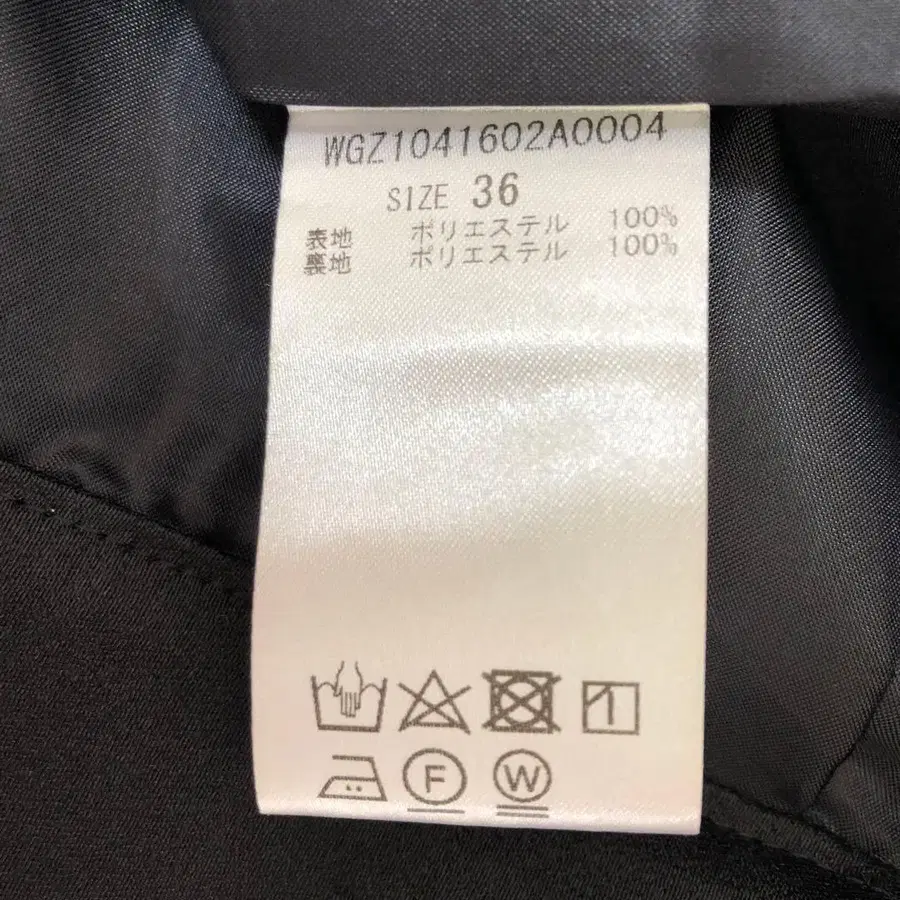 WGZ1041602A0004
SIZE 36
表地 ポリエステル 100%
裏地 ポリエステル 100%
F W